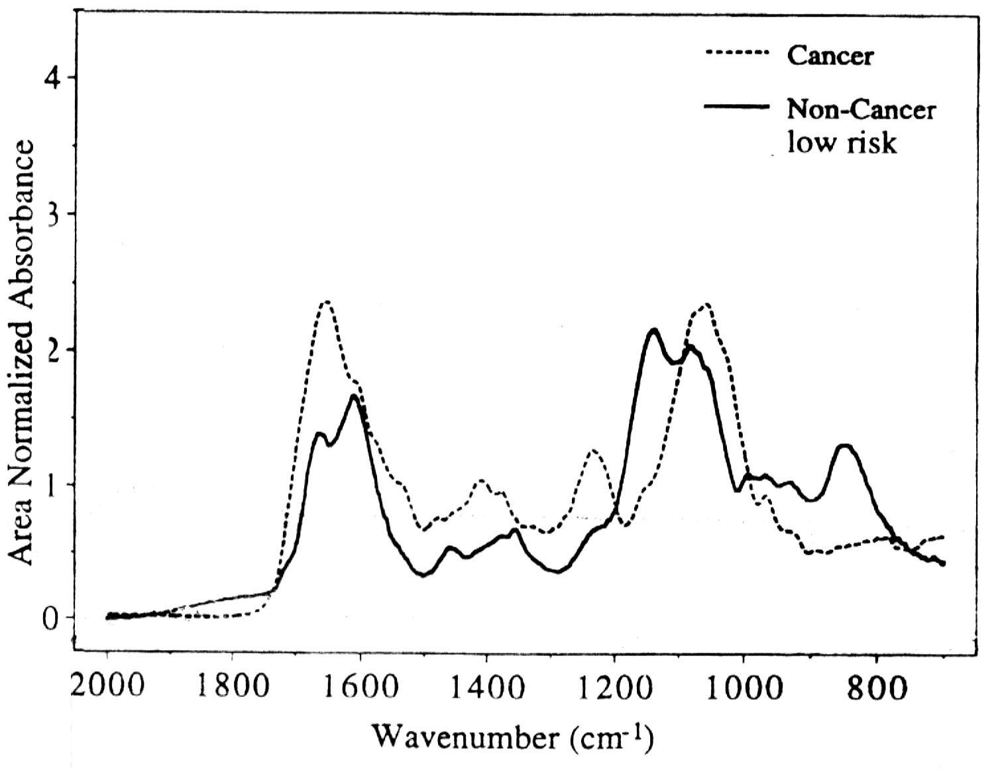 Cancer
Non-Cancer
low risk
4
3
2
1
0
Area Normalized Absorbance
2000 1800 1600 1400 1200 1000 800
Wavenumber (cm⁻¹)